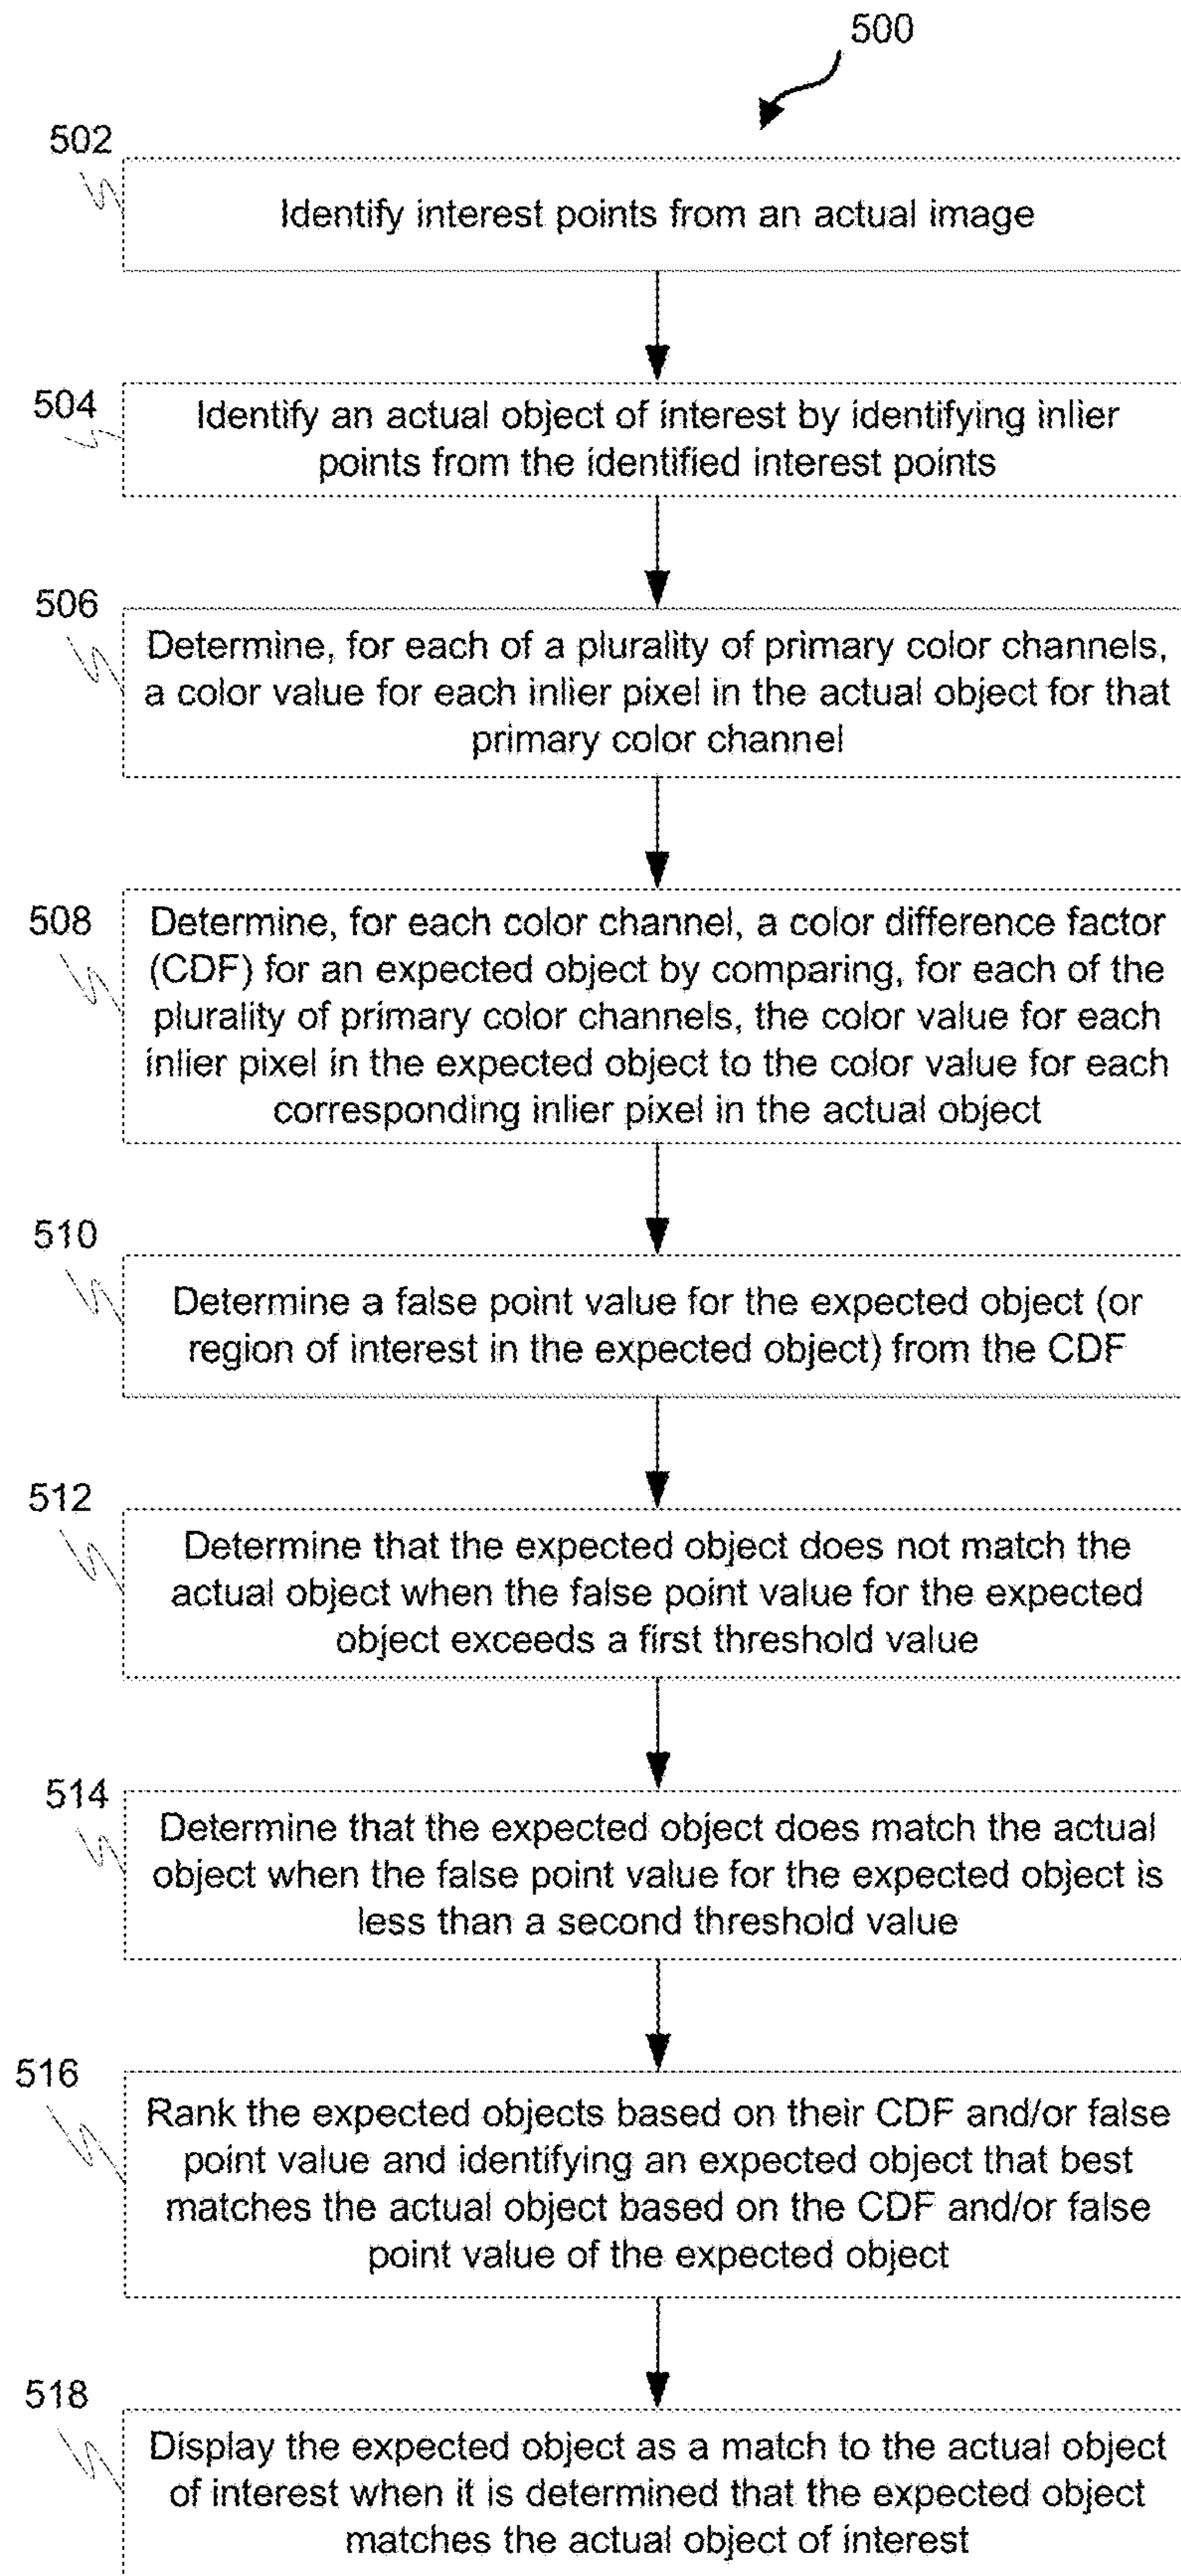 500
502
Identify interest points from an actual image
504
Identify an actual object of interest by identifying inlier
points from the identified interest points
506
Determine, for each of a plurality of primary color channels,
a color value for each inlier pixel in the actual object for that
primary color channel
508
Determine, for each color channel, a color difference factor
(CDF) for an expected object by comparing, for each of the
plurality of primary color channels, the color value for each
inlier pixel in the expected object to the color value for each
corresponding inlier pixel in the actual object
510
Determine a false point value for the expected object (or
region of interest in the expected object) from the CDF
512
Determine that the expected object does not match the
actual object when the false point value for the expected
object exceeds a first threshold value
514
Determine that the expected object does match the actual
object when the false point value for the expected object is
less than a second threshold value
516
Rank the expected objects based on their CDF and/or false
point value and identifying an expected object that best
matches the actual object based on the CDF and/or false
point value of the expected object
518
Display the expected object as a match to the actual object
of interest when it is determined that the expected object
matches the actual object of interest